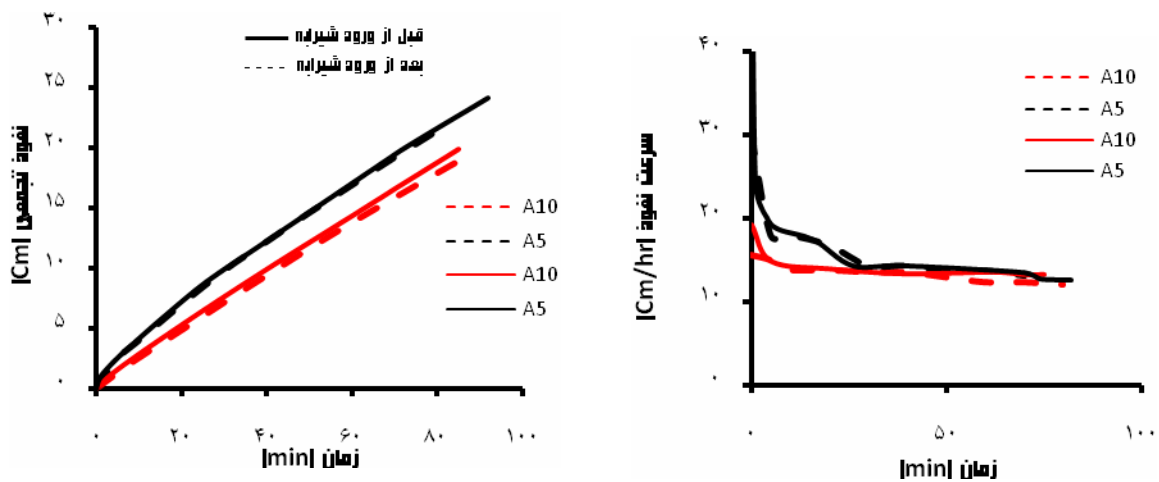 ۳۰
۲۵
۲۰
۱۵
۱۰
۵
۰
نفوذ تجمعی |Cm|
قبل از ورود شیرابه
بعد از ورود شیرابه
A10
A5
A10
A5
۰ ۲۰ ۴۰ ۶۰ ۸۰ ۱۰۰
زمان |min|
۴۰
۳۰
۲۰
۱۰
۰
سرعت نفوذ |Cm/hr|
A10
A5
A10
A5
۰ ۵۰ ۱۰۰
زمان |min|